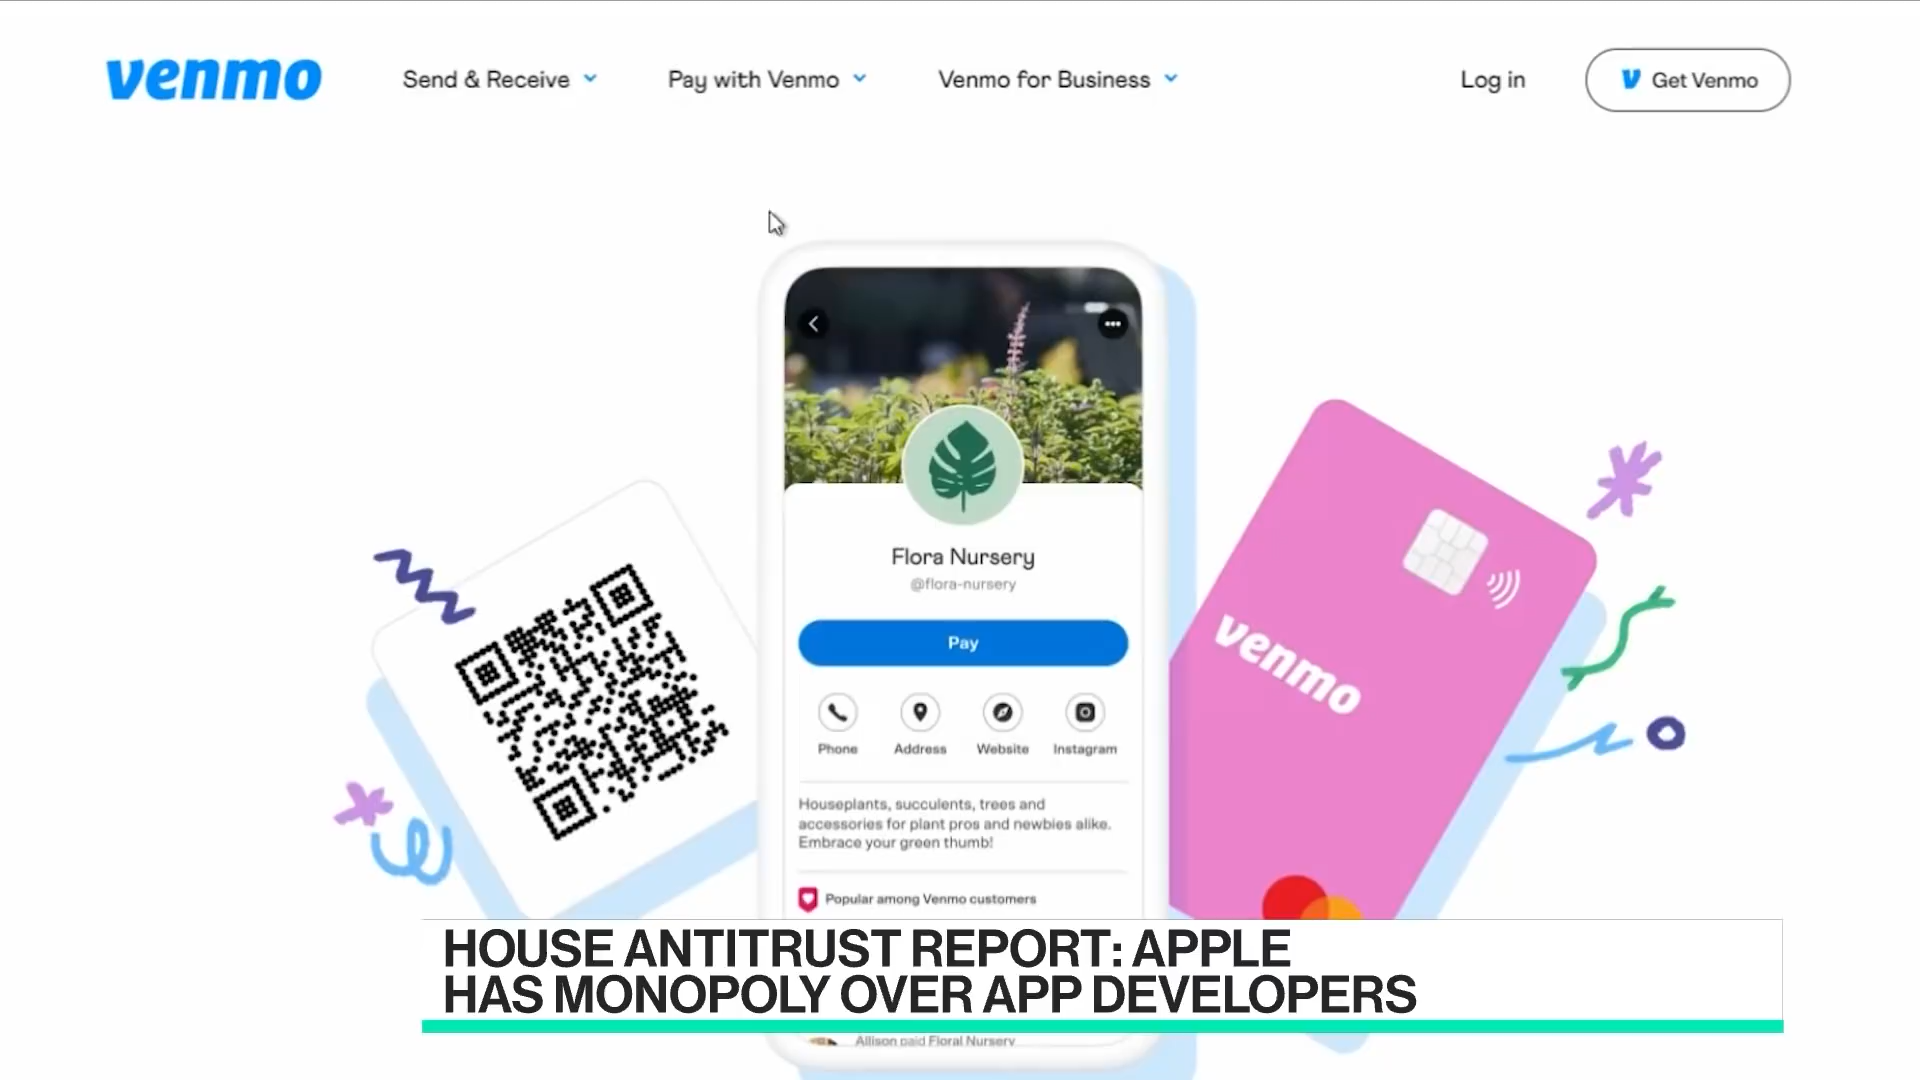 venmo
Send & Receive
Pay with Venmo
Venmo for Business
Log in
Get Venmo
Flora Nursery
@flora-nursery
Pay
Phone
Address
Website
Instagram
venmo
Houseplants, succulents, trees and
accessories for plant pros and newbies alike.
Embrace your green thumb!
Popular among Venmo customers
HOUSE ANTITRUST REPORT: APPLE
HAS MONOPOLY OVER APP DEVELOPERS
Allison paid Floral Nursery